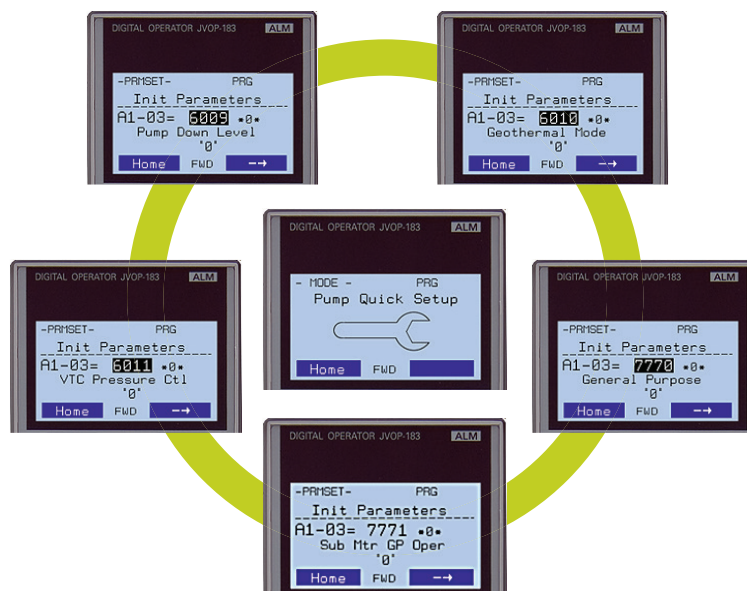 DIGITAL OPERATOR JVOP-183 ALM
-PRMSET- PRG
Init Parameters
A1-03= 6009 *0*
Pump Down Level
"0"
Home FWD →
DIGITAL OPERATOR JVOP-183 ALM
-PRMSET- PRG
Init Parameters
A1-03= 6010 *0*
Geothermal Mode
"0"
Home FWD →
DIGITAL OPERATOR JVOP-183 ALM
- MODE - PRG
Pump Quick Setup
Home FWD
DIGITAL OPERATOR JVOP-183 ALM
-PRMSET- PRG
Init Parameters
A1-03= 6011 *0*
VTC Pressure Ctl
"0"
Home FWD →
DIGITAL OPERATOR JVOP-183 ALM
-PRMSET- PRG
Init Parameters
A1-03= 7770 *0*
General Purpose
"0"
Home FWD →
DIGITAL OPERATOR JVOP-183 ALM
-PRMSET- PRG
Init Parameters
A1-03= 7771 *0*
Sub Mtr GP Oper
"0"
Home FWD →